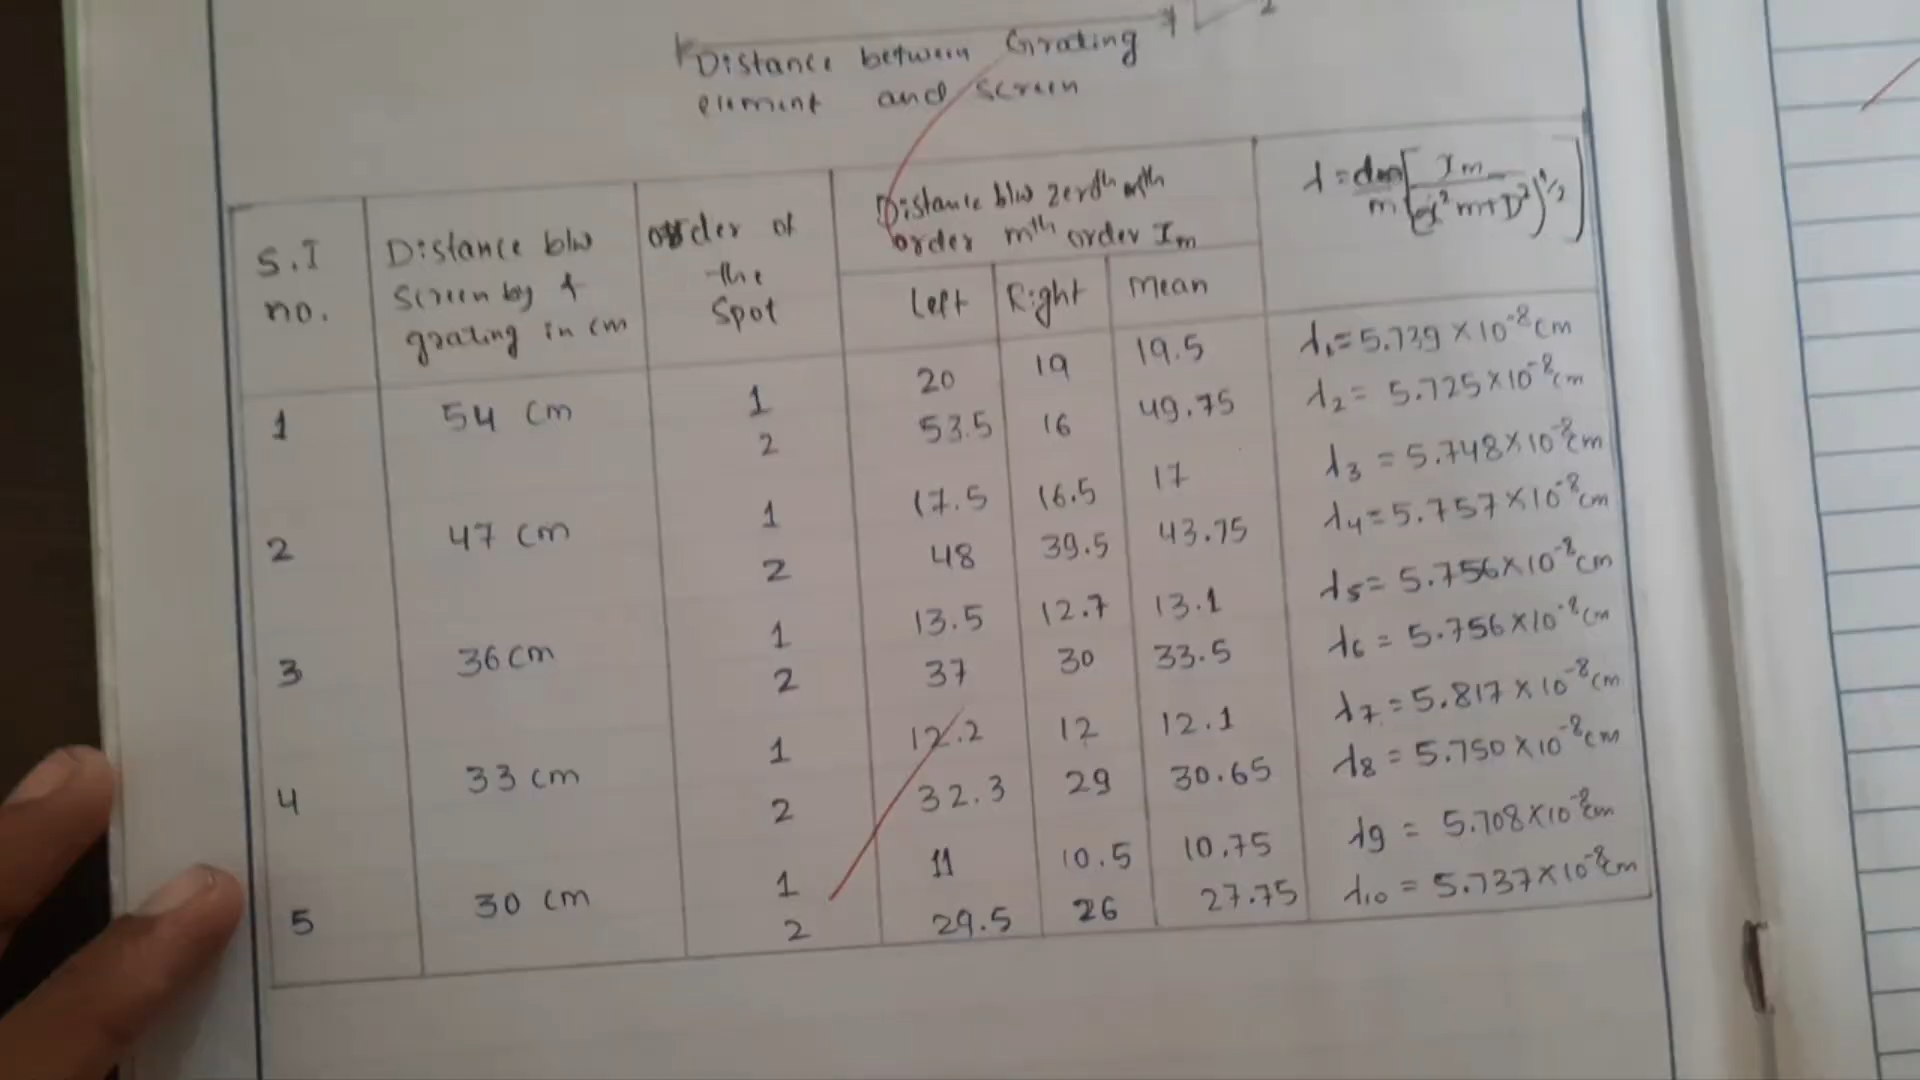 Distance between Grating
element and screen
S.I no.
Distance b/w screen by & grating in cm
order of the Spot
Distance b/w zeroth mth order mth order Im
left Right Mean
λ = dm/m [Im/(x²m+D²)^1/2]
1 54 cm 1 20 19 19.5 λ1=5.739 × 10-8 cm
2 53.5 16 49.75 λ2 = 5.725×10-8 cm
2 47 cm 1 17.5 16.5 17 λ3 = 5.748×10-8 cm
2 48 39.5 43.75 λ4=5.757×10-8 cm
3 36 cm 1 13.5 12.7 13.1 λ5= 5.756×10-8 cm
2 37 30 33.5 λ6 = 5.756×10-8 cm
4 33 cm 1 12.2 12 12.1 λ7 = 5.817 × 10-8 cm
2 32.3 29 30.65 λ8 = 5.750 ×10-8 cm
5 30 cm 1 11 10.5 10.75 λ9 = 5.708×10-8 cm
2 29.5 26 27.75 λ10 = 5.737×10-8 cm